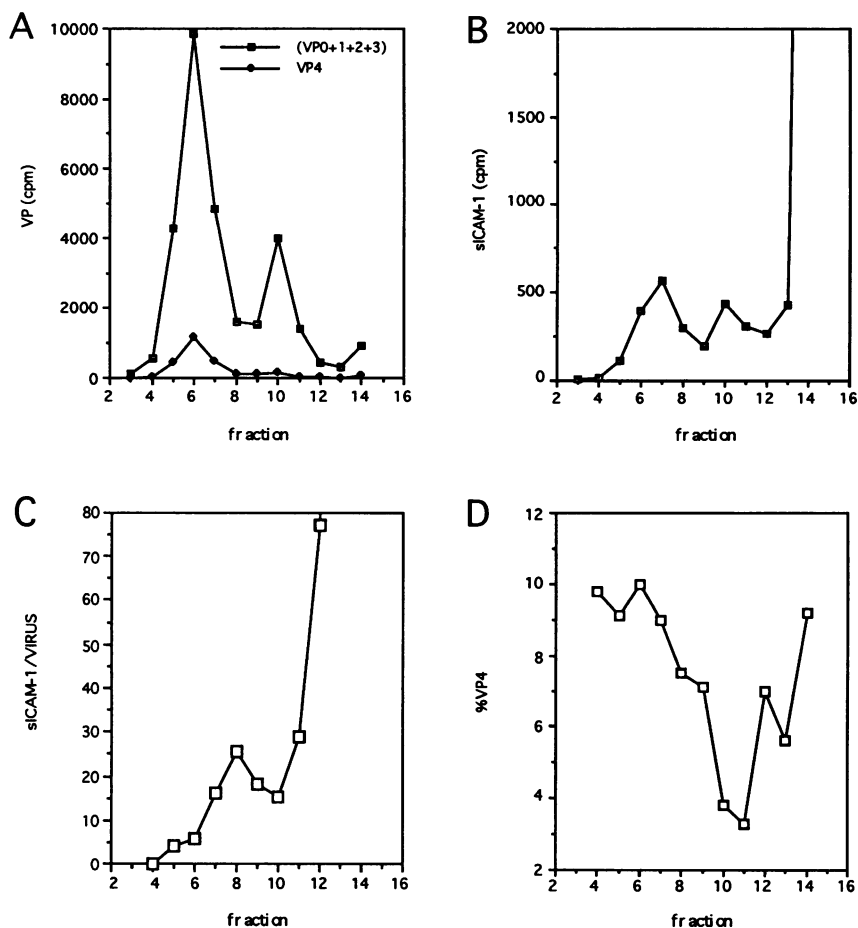 A
10000
8000
6000
4000
2000
0
VP (cpm)
(VP0+1+2+3)
VP4
2 4 6 8 10 12 14 16
fraction
B
2000
1500
1000
500
0
sICAM-1 (cpm)
2 4 6 8 10 12 14 16
fraction
C
80
70
60
50
40
30
20
10
0
sICAM-1/VIRUS
2 4 6 8 10 12 14 16
fraction
D
12
10
8
6
4
2
%VP4
2 4 6 8 10 12 14 16
fraction